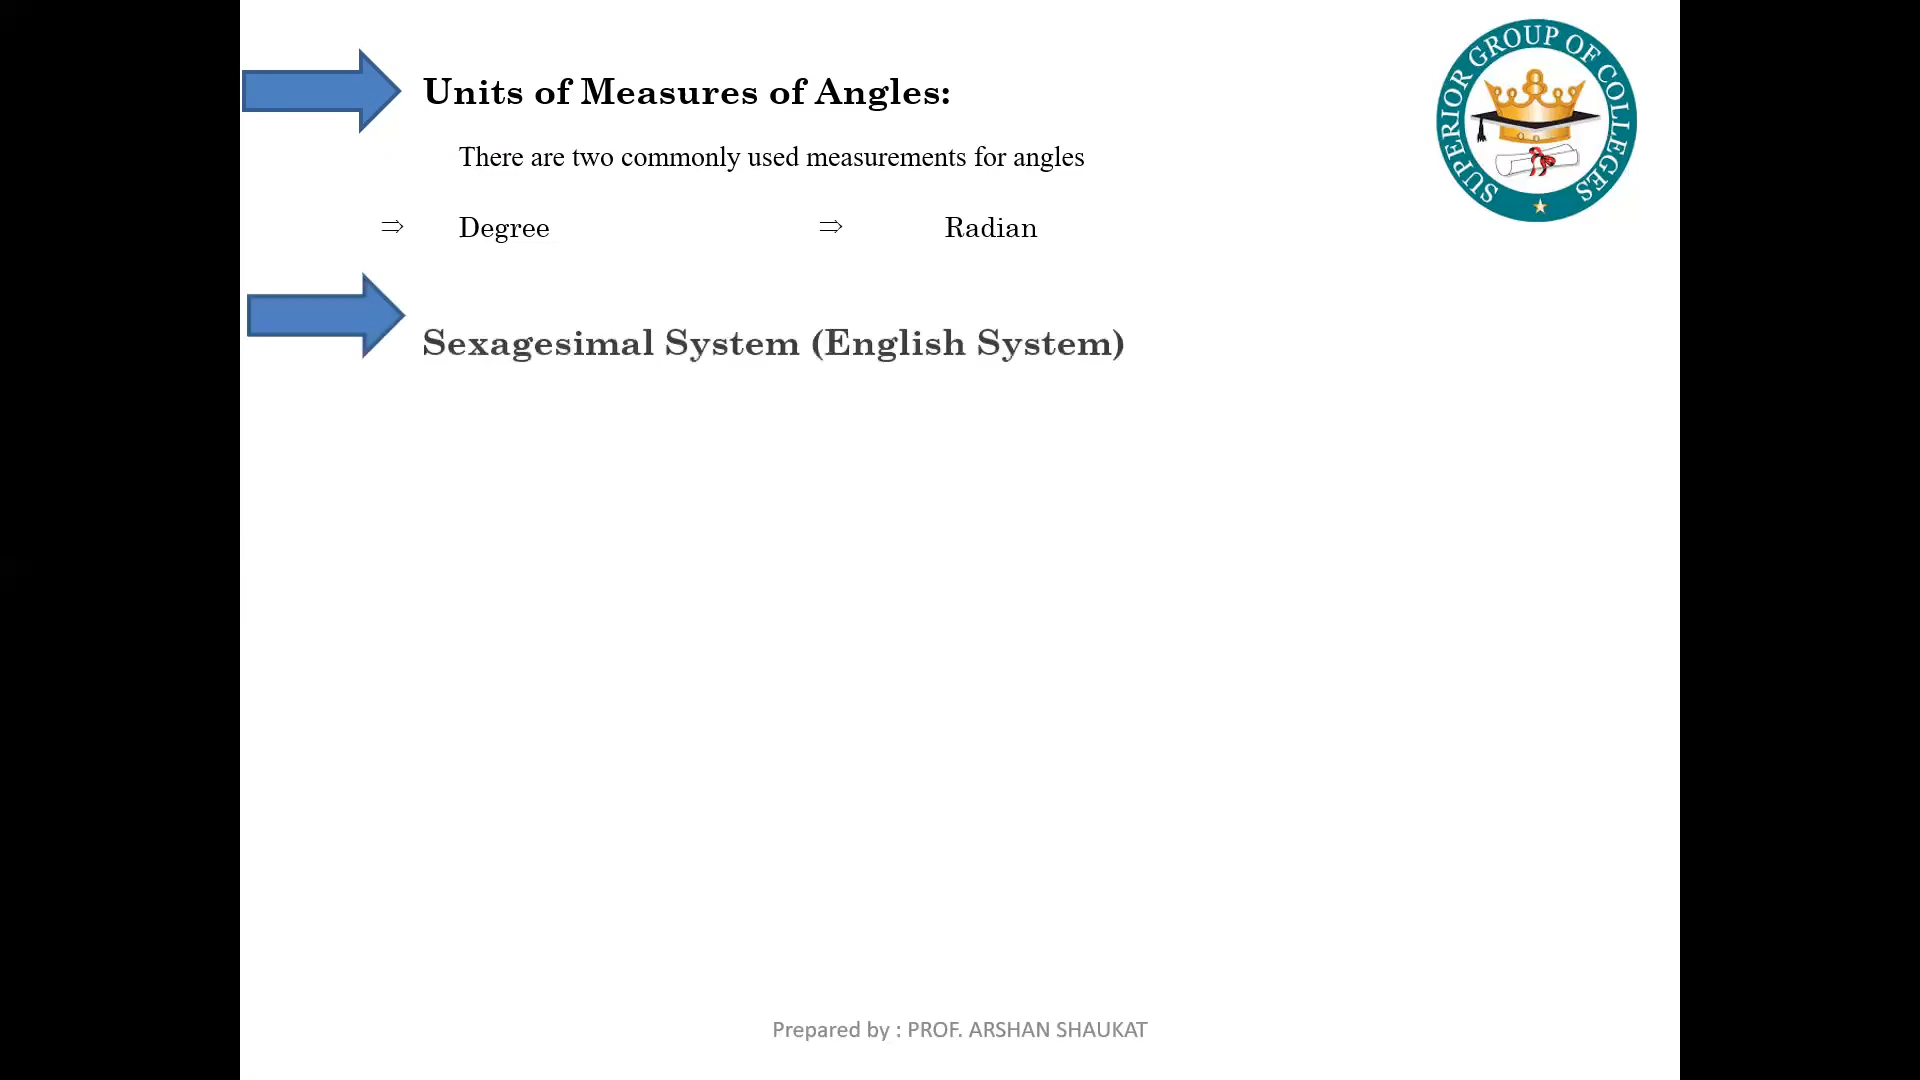 Units of Measures of Angles:
There are two commonly used measurements for angles
⇒ Degree ⇒ Radian
Sexagesimal System (English System)
SUPERIOR GROUP OF COLLEGES
Prepared by : PROF. ARSHAN SHAUKAT